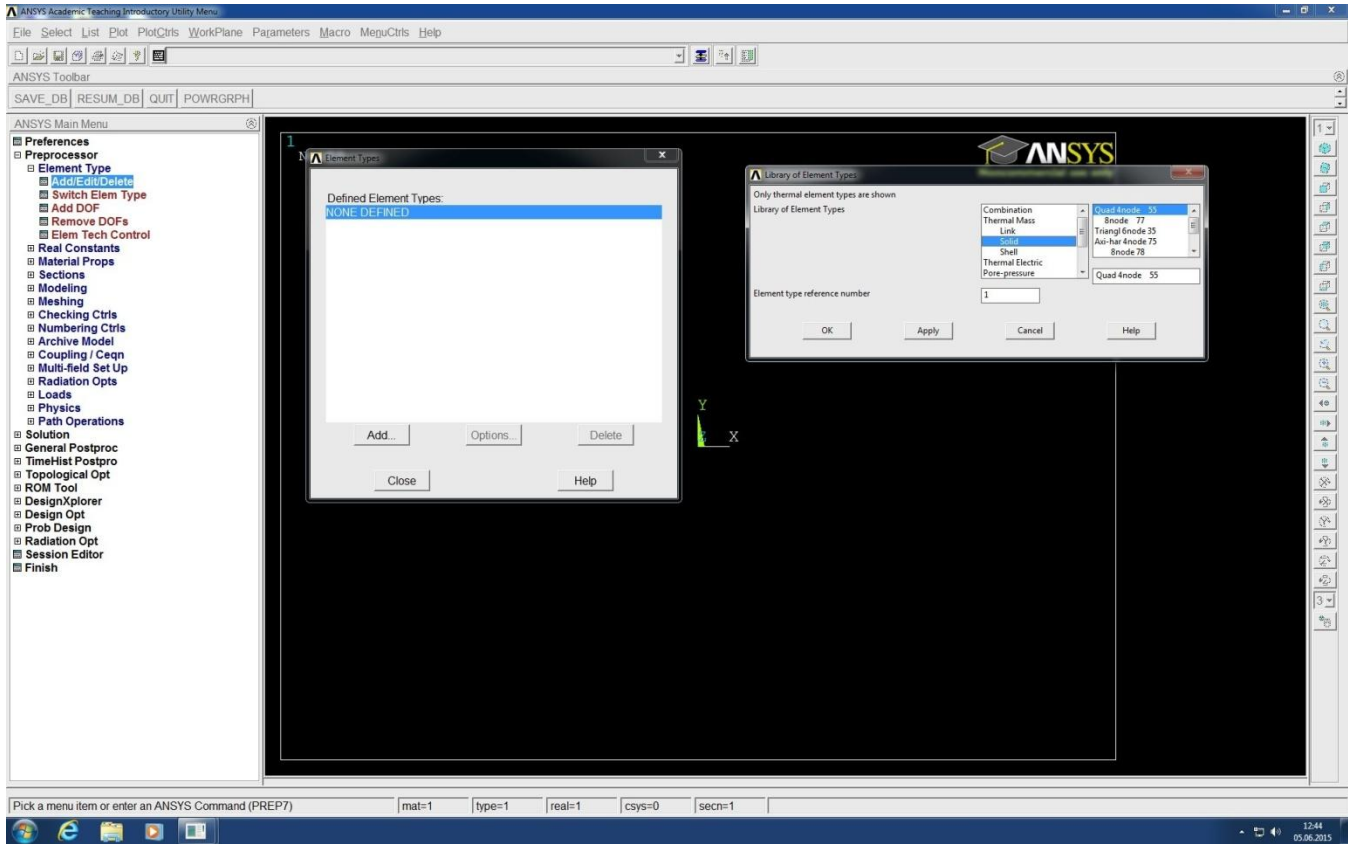 ANSYS Academic Teaching Introductory Utility Menu
File Select List Plot PlotCtrls WorkPlane Parameters Macro MenuCtrls Help
ANSYS Toolbar
SAVE_DB RESUM_DB QUIT POWRGRPH
ANSYS Main Menu
Preferences
Preprocessor
Element Type
Add/Edit/Delete
Switch Elem Type
Add DOF
Remove DOFs
Elem Tech Control
Real Constants
Material Props
Sections
Modeling
Meshing
Checking Ctrls
Numbering Ctrls
Archive Model
Coupling / Ceqn
Multi-field Set Up
Radiation Opts
Loads
Physics
Path Operations
Solution
General Postproc
TimeHist Postpro
Topological Opt
ROM Tool
DesignXplorer
Design Opt
Prob Design
Radiation Opt
Session Editor
Finish
1
N
Element Types
Defined Element Types:
NONE DEFINED
Add... Options... Delete
Close Help
ANSYS
Noncommercial use only
Library of Element Types
Only thermal element types are shown
Library of Element Types
Combination
Thermal Mass
Link
Solid
Shell
Thermal Electric
Pore-pressure
Quad 4node 55
8node 77
Triangl 6node 35
Axi-har 4node 75
8node 78
Quad 4node 55
Element type reference number
1
OK Apply Cancel Help
Y
Z X
1
3
Pick a menu item or enter an ANSYS Command (PREP7) mat=1 type=1 real=1 csys=0 secn=1
12:44
05.06.2015